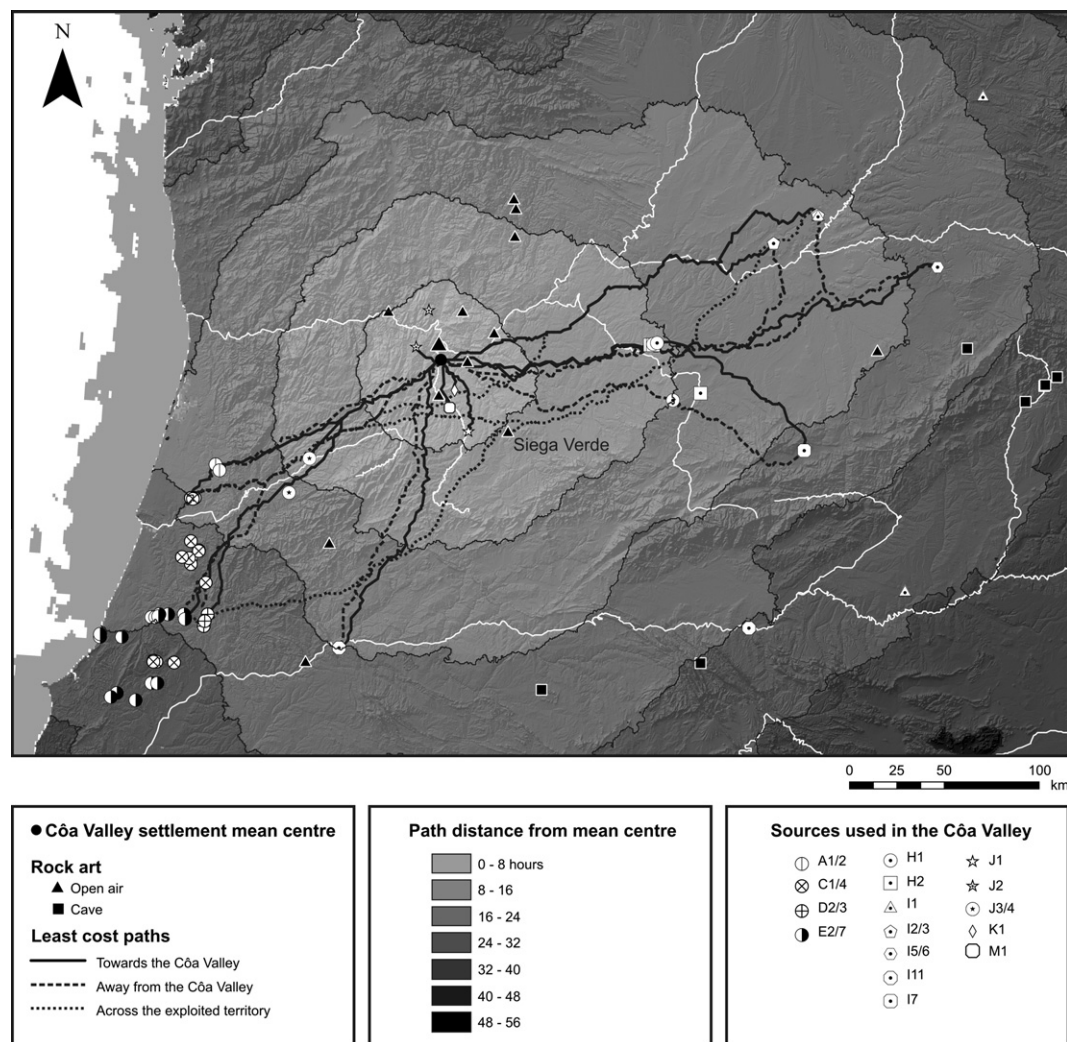 N
Siega Verde
0 25 50 100
km
Côa Valley settlement mean centre
Rock art
Open air
Cave
Least cost paths
Towards the Côa Valley
Away from the Côa Valley
Across the exploited territory
Path distance from mean centre
0 - 8 hours
8 - 16
16 - 24
24 - 32
32 - 40
40 - 48
48 - 56
Sources used in the Côa Valley
A1/2
C1/4
D2/3
E2/7
H1
H2
I1
I2/3
I5/6
I11
I7
J1
J2
J3/4
K1
M1